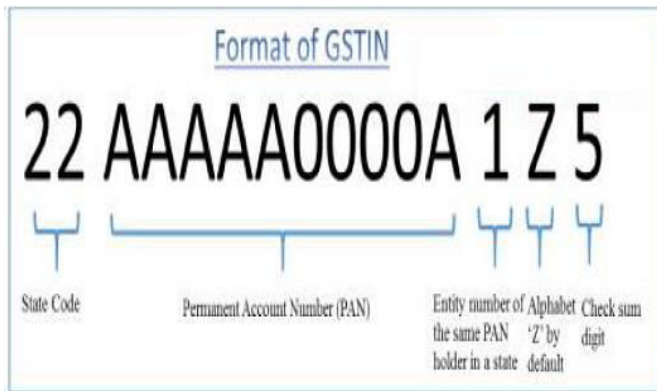 Format of GSTIN
22 AAAAA0000A 1 Z 5
State Code
Permanent Account Number (PAN)
Entity number of
the same PAN
holder in a state
Alphabet
‘Z’ by
default
Check sum
digit